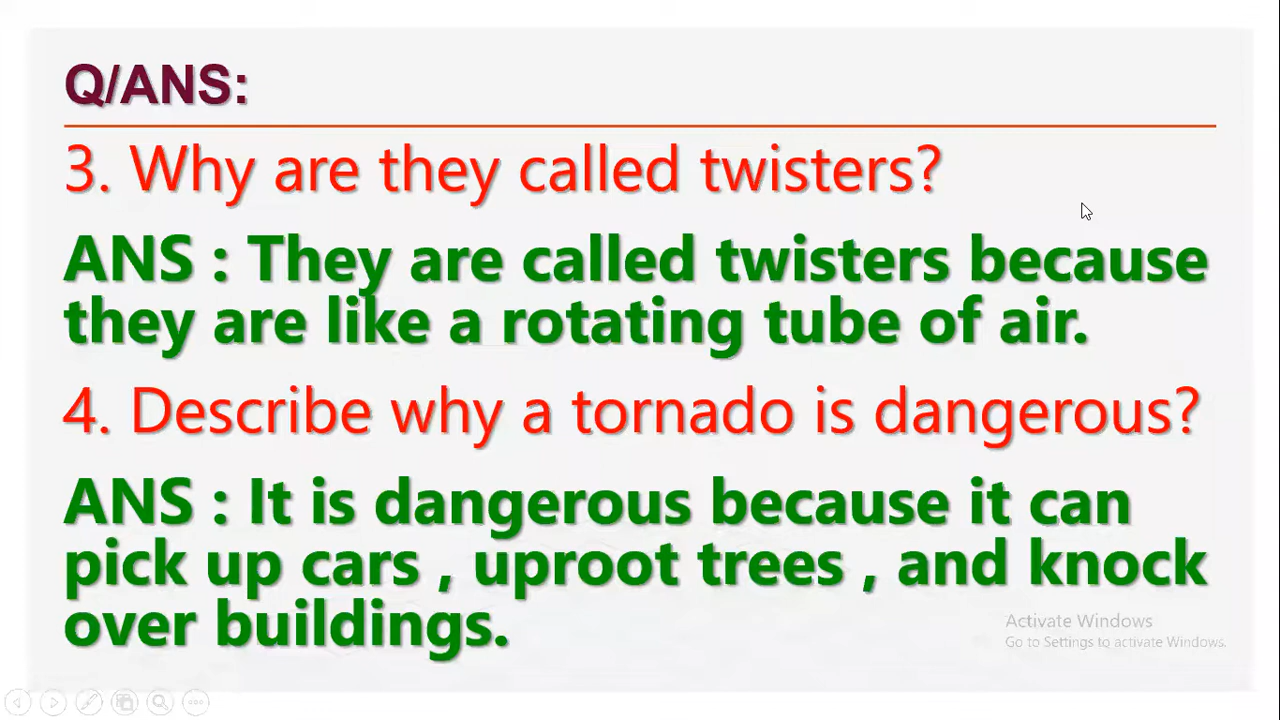 Q/ANS:
3. Why are they called twisters?
ANS : They are called twisters because
they are like a rotating tube of air.
4. Describe why a tornado is dangerous?
ANS : It is dangerous because it can
pick up cars , uproot trees , and knock
over buildings.
Activate Windows
Go to Settings to activate Windows.